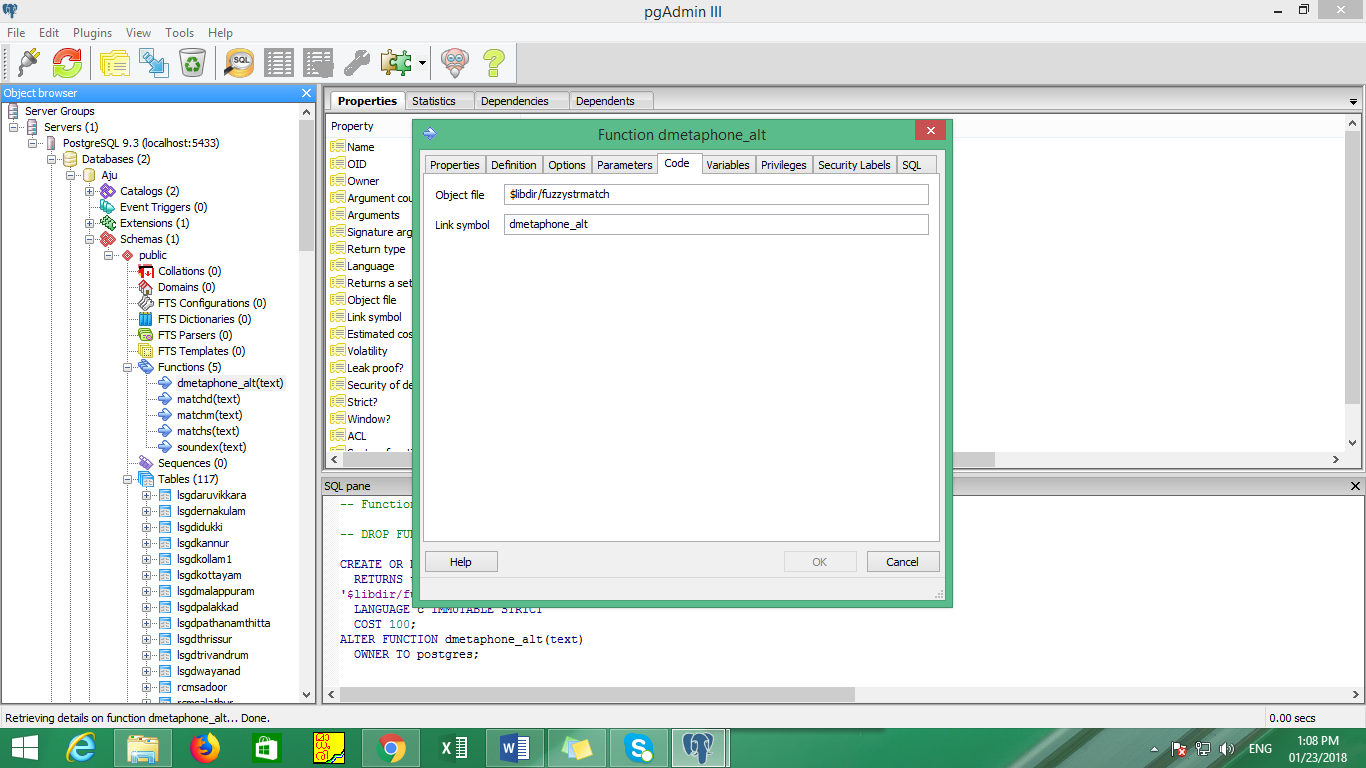 pgAdmin III
File Edit Plugins View Tools Help
SQL
Object browser
Server Groups
Servers (1)
PostgreSQL 9.3 (localhost:5433)
Databases (2)
Aju
Catalogs (2)
Event Triggers (0)
Extensions (1)
Schemas (1)
public
Collations (0)
Domains (0)
FTS Configurations (0)
FTS Dictionaries (0)
FTS Parsers (0)
FTS Templates (0)
Functions (5)
dmetaphone_alt(text)
matchd(text)
matchm(text)
matchs(text)
soundex(text)
Sequences (0)
Tables (117)
lsgdaruvikkara
lsgdernakulam
lsgdidukki
lsgdkannur
lsgdkollam1
lsgdkottayam
lsgdmalappuram
lsgdpalakkad
lsgdpathanamthitta
lsgdthrissur
lsgdtrivandrum
lsgdwayanad
rcmsadoor
Properties Statistics Dependencies Dependents
Property
Name
OID
Owner
Argument cou
Arguments
Signature arg
Return type
Language
Returns a set
Object file
Link symbol
Estimated cos
Volatility
Leak proof?
Security of de
Strict?
Window?
ACL
Function dmetaphone_alt
Properties Definition Options Parameters Code Variables Privileges Security Labels SQL
Object file $libdir/fuzzystrmatch
Link symbol dmetaphone_alt
Help OK Cancel
SQL pane
-- Function
-- DROP FUN
CREATE OR
RETURNS
'$libdir/fu
LANGUAGE c IMMUTABLE STRICT
COST 100;
ALTER FUNCTION dmetaphone_alt(text)
OWNER TO postgres;
Retrieving details on function dmetaphone_alt... Done. 0.00 secs
ENG 1:08 PM
01/23/2018